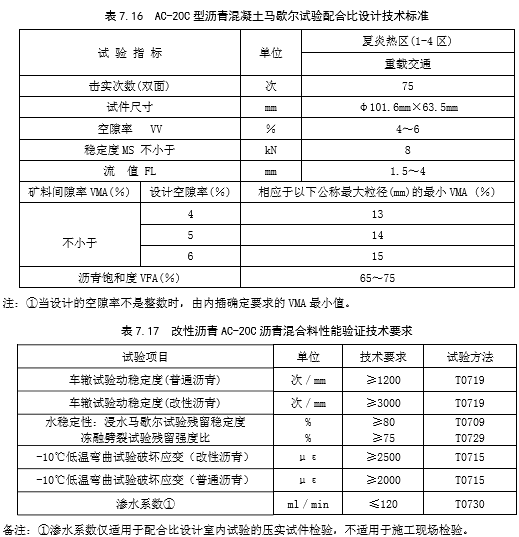 表 7.16 AC-20C 型沥青混凝土马歇尔试验配合比设计技术标准
试 验 指 标 单位 夏炎热区(1-4 区)
重载交通
击实次数(双面) 次 75
试件尺寸 mm φ101.6mm×63.5mm
空隙率 VV % 4~6
稳定度 MS 不小于 kN 8
流 值 FL mm 1.5~4
矿料间隙率 VMA(%) 设计空隙率(%) 相应于以下公称最大粒径(mm)的最小 VMA (%)
不小于 4 13
5 14
6 15
沥青饱和度 VFA(%) 65~75
注: ①当设计的空隙率不是整数时,由内插确定要求的 VMA 最小值。
表 7.17 改性沥青 AC-20C 沥青混合料性能验证技术要求
试验项目 单位 技术要求 试验方法
车辙试验动稳定度(普通沥青) 次/mm ≥1200 T0719
车辙试验动稳定度(改性沥青) 次/mm ≥3000 T0719
水稳定性:浸水马歇尔试验残留稳定度 % ≥80 T0709
冻融劈裂试验残留强度比 % ≥75 T0729
-10℃低温弯曲试验破坏应变(改性沥青) μ ε ≥2500 T0715
-10℃低温弯曲试验破坏应变(普通沥青) μ ε ≥2000 T0715
渗水系数① ml/min ≤120 T0730
备注: ①渗水系数仅适用于配合比设计室内试验的压实试件检验,不适用于施工现场检验。